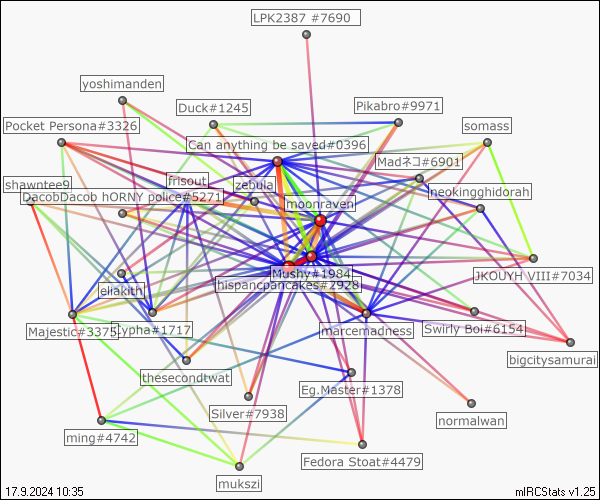 LPK2387 #7690
yoshimanden
Duck#1245
Pikabro#9971
Pocket Persona#3326
somass
Can anything be saved#0396
Madネコ#6901
shawntee9
frisout
zebula
neokinghidorah
DacobDacob hORNY police#5271
moonraven
Mushy#1984
JKOUYH VIII#7034
eliakith
hispancpancakes#2928
Majestic#3375
Sypha#1717
marcemadness
Swirly Boi#6154
bigcitysamurai
thesecondtwat
Eg.Master#1378
Silver#7938
normalwan
ming#4742
Fedora Stoat#4479
mukszi
17.9.2024 10:35
mIRCStats v1.25